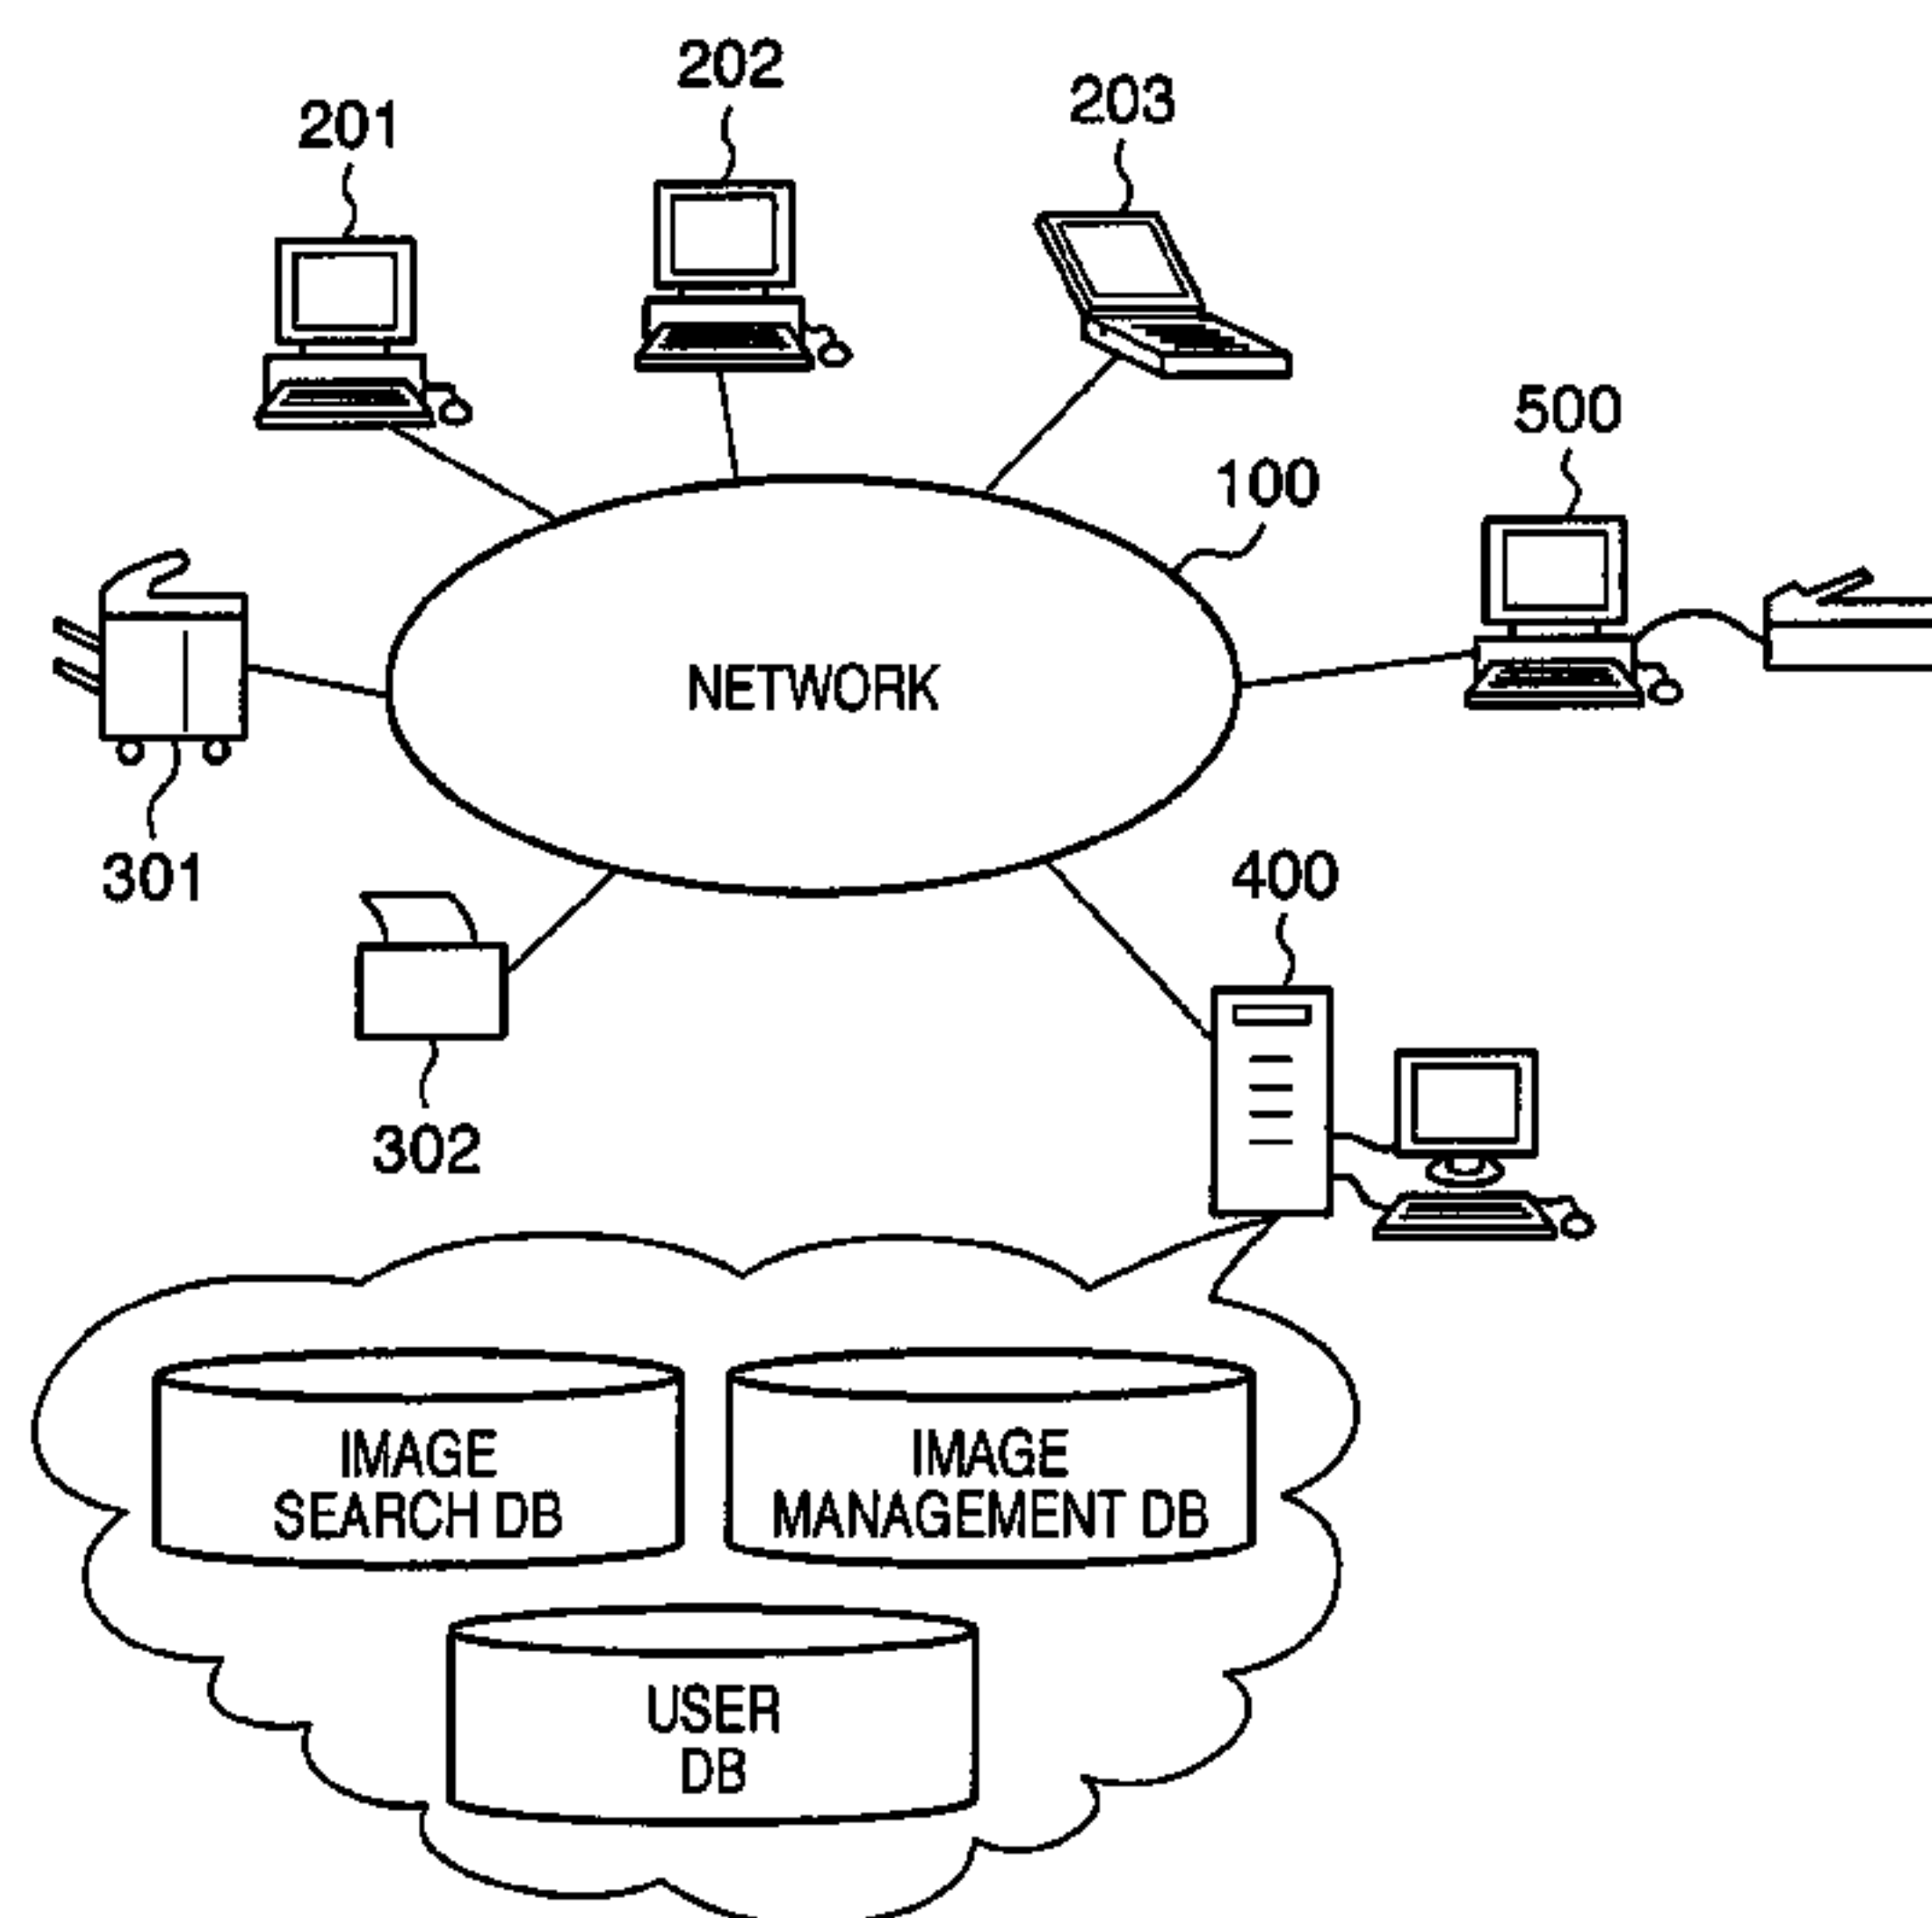 202
203
201
500
100
NETWORK
301
400
302
IMAGE
SEARCH DB
IMAGE
MANAGEMENT DB
USER
DB